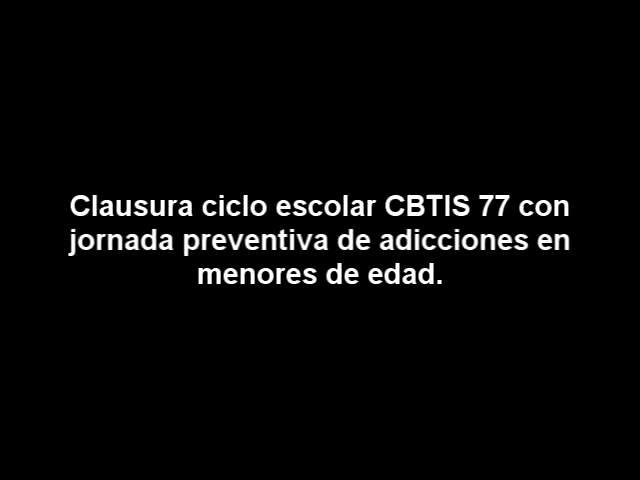 Clausura ciclo escolar CBTIS 77 con
jornada preventiva de adicciones en
menores de edad.